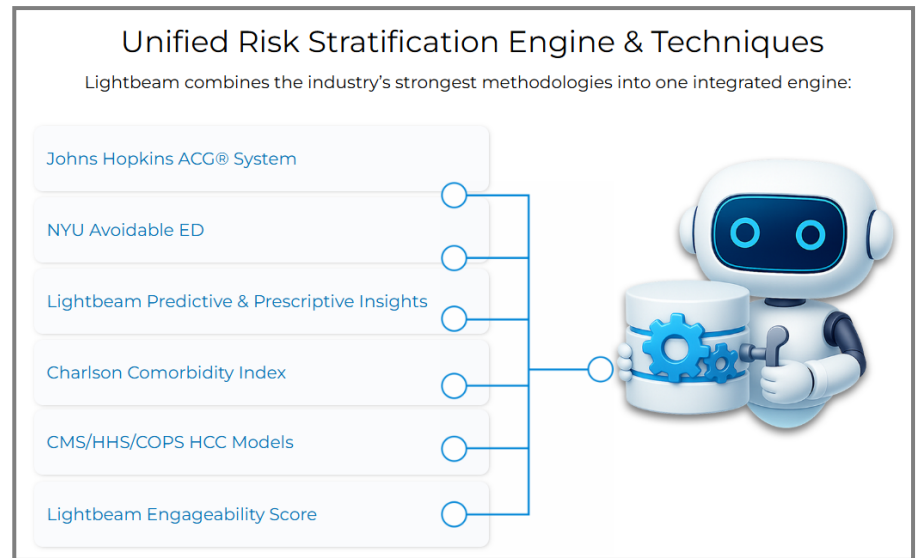 Unified Risk Stratification Engine & Techniques
Lightbeam combines the industry’s strongest methodologies into one integrated engine:
Johns Hopkins ACG® System
NYU Avoidable ED
Lightbeam Predictive & Prescriptive Insights
Charlson Comorbidity Index
CMS/HHS/COPS HCC Models
Lightbeam Engageability Score